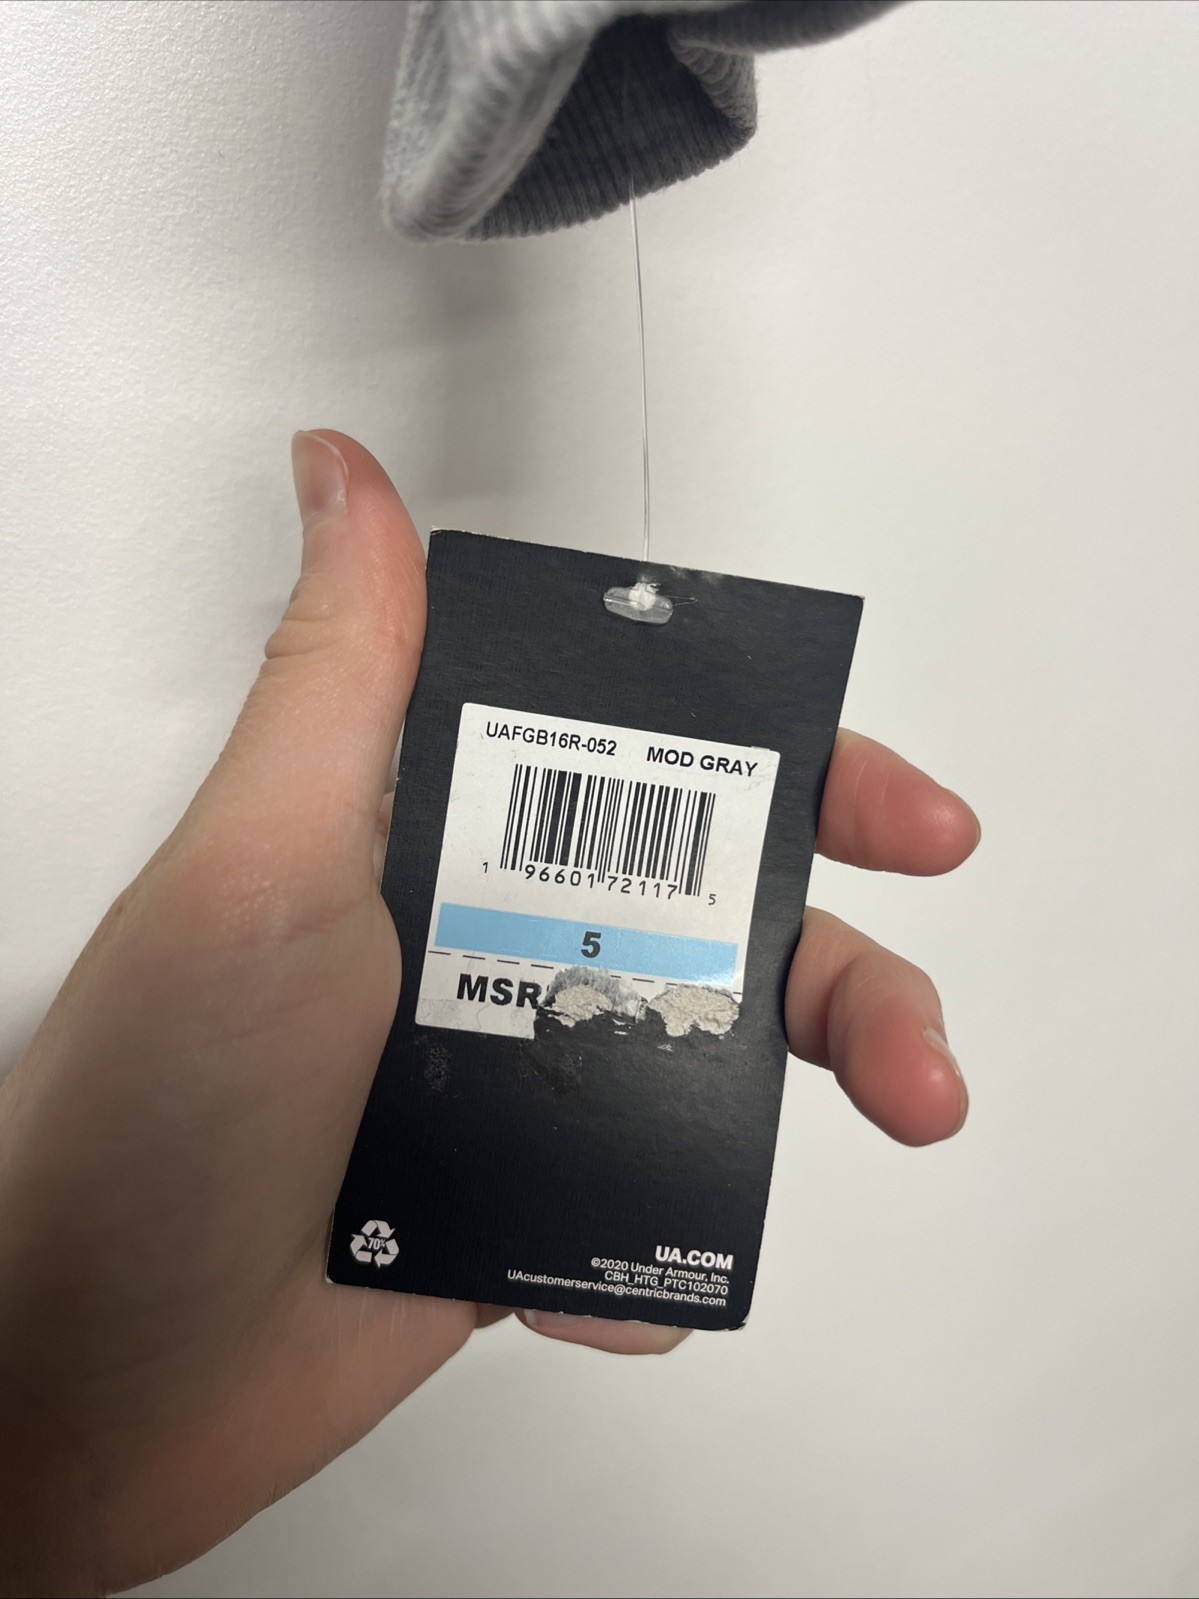 UAFGB16R-052 MOD GRAY
1 96601 72117 5
5
MSR
70%
UA.COM
©2020 Under Armour, Inc.
CBH_HTG_PTC102070
UAcustomerservice@centricbrands.com